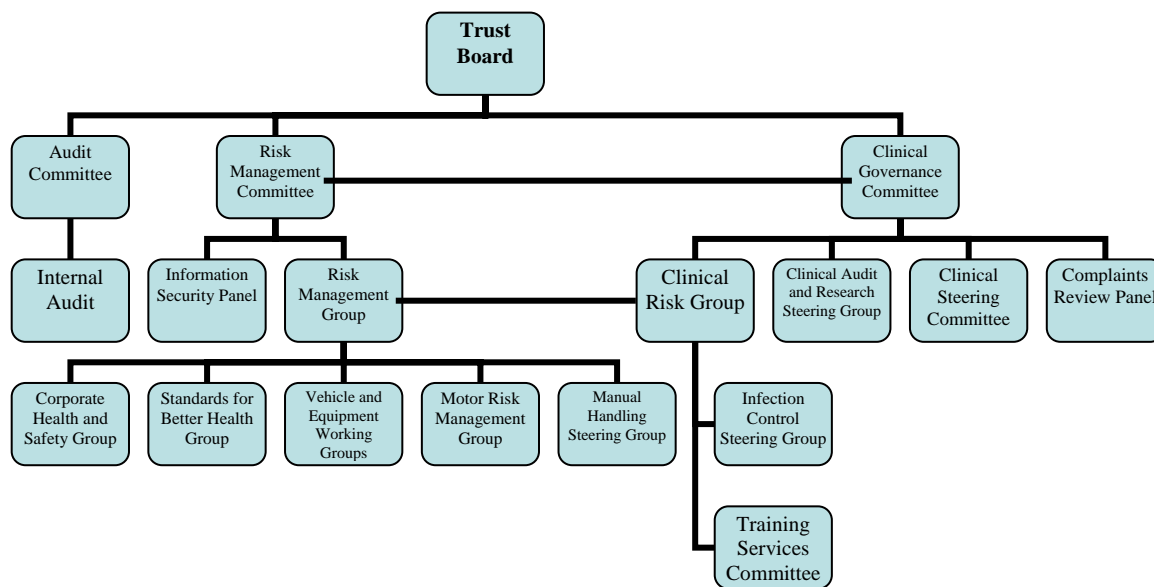 Trust
Board
Audit
Committee
Risk
Management
Committee
Clinical
Governance
Committee
Internal
Audit
Information
Security Panel
Risk
Management
Group
Clinical
Risk Group
Clinical Audit
and Research
Steering Group
Clinical
Steering
Committee
Complaints
Review Panel
Corporate
Health and
Safety Group
Standards for
Better Health
Group
Vehicle and
Equipment
Working
Groups
Motor Risk
Management
Group
Manual
Handling
Steering Group
Infection
Control
Steering Group
Training
Services
Committee